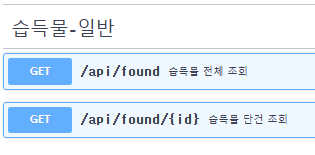 습득물-일반
GET /api/found 습득물 전체 조회
GET /api/found/{id} 습득물 단건 조회